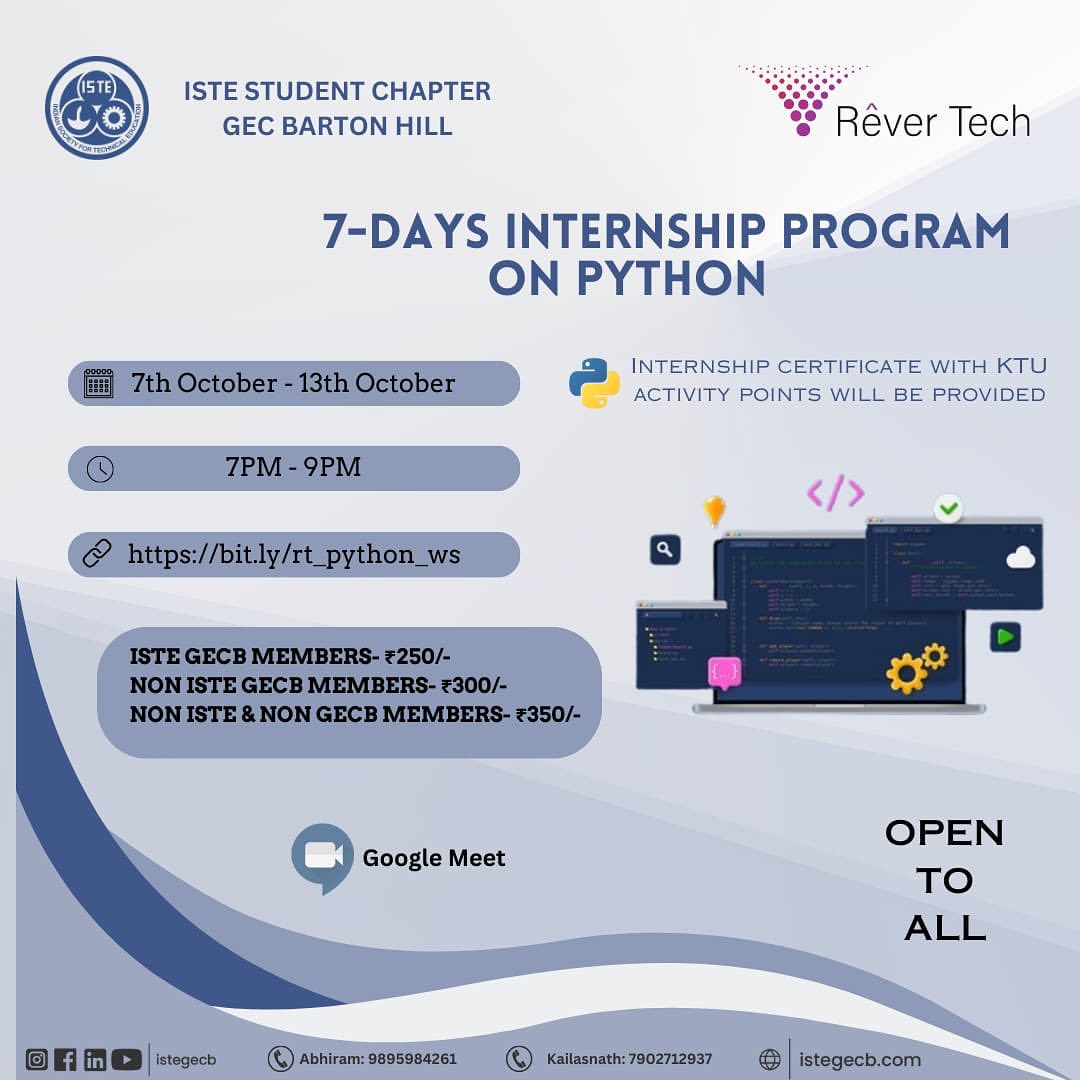 ISTE
INDIAN SOCIETY FOR TECHNICAL EDUCATION
ISTE STUDENT CHAPTER
GEC BARTON HILL
Rêver Tech
7-DAYS INTERNSHIP PROGRAM
ON PYTHON
7th October - 13th October
INTERNSHIP CERTIFICATE WITH KTU
ACTIVITY POINTS WILL BE PROVIDED
7PM - 9PM
https://bit.ly/rt_python_ws
</>
{...}
ISTE GECB MEMBERS- ₹250/-
NON ISTE GECB MEMBERS- ₹300/-
NON ISTE & NON GECB MEMBERS- ₹350/-
Google Meet
OPEN
TO
ALL
istegecb
Abhiram: 9895984261
Kailasnath: 7902712937
istegecb.com